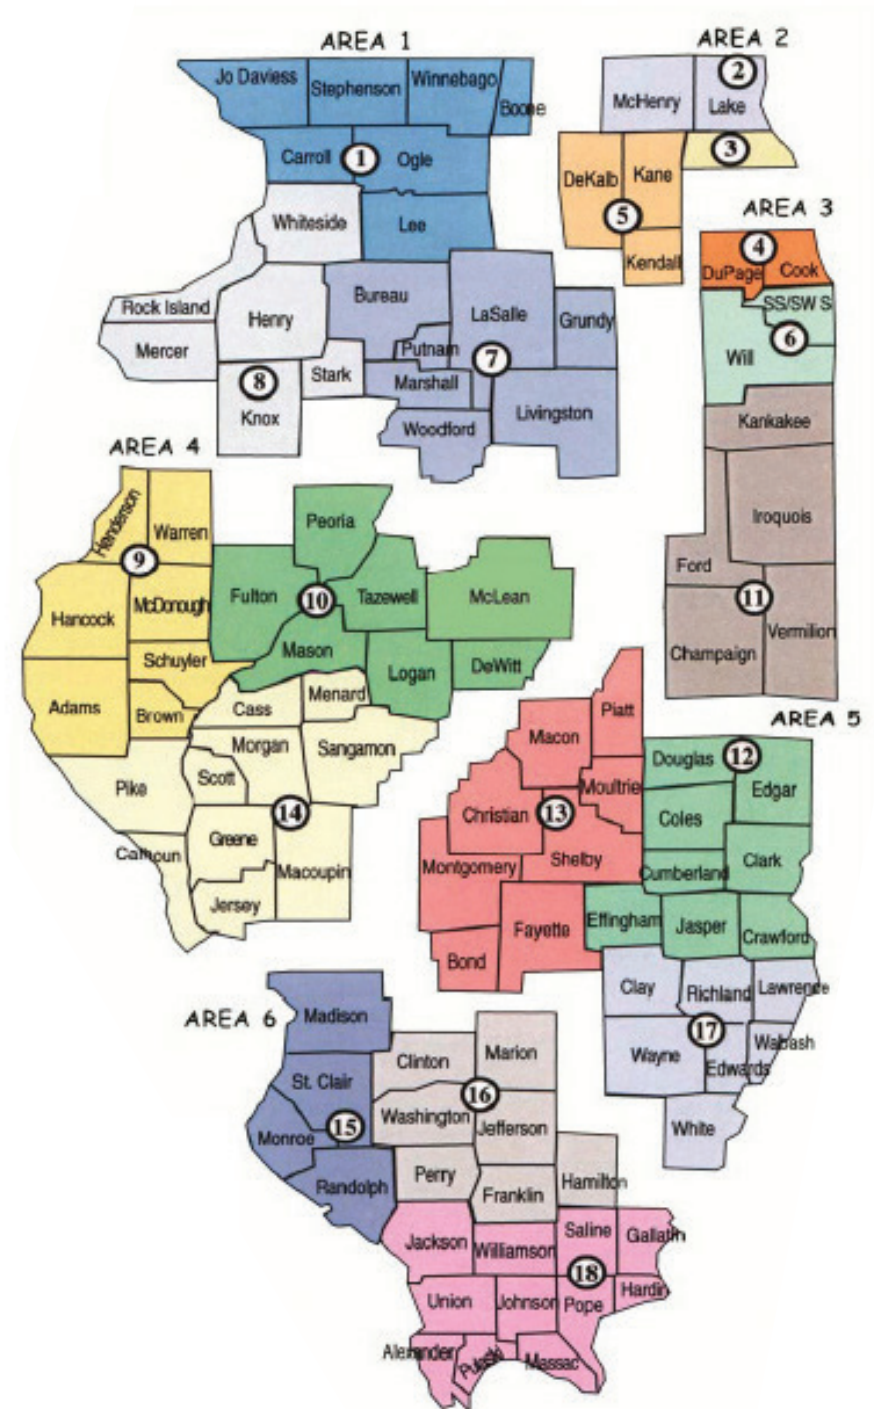 AREA 1
Jo Daviess
Stephenson
Winnebago
Boone
Carroll
1
Ogle
Whiteside
Lee
Rock Island
Mercer
Henry
Bureau
LaSalle
Grundy
Putnam
7
Stark
Marshall
8
Knox
Woodford
Livingston
AREA 2
2
McHenry
Lake
3
DeKalb
Kane
5
Kendall
AREA 3
4
DuPage
Cook
SS/SW S
6
Will
Kankakee
Iroquois
Ford
11
Champaign
Vermilion
AREA 4
Henderson
Warren
9
Hancock
McDonough
Schuyler
Adams
Brown
Peoria
Fulton
10
Tazewell
McLean
Mason
Logan
DeWitt
Cass
Menard
Morgan
Sangamon
Pike
Scott
14
Greene
Calhoun
Macoupin
Jersey
AREA 5
Piatt
Macon
Douglas
12
Edgar
Moultrie
Christian
13
Coles
Shelby
Clark
Montgomery
Cumberland
Fayette
Effingham
Jasper
Crawford
Bond
Clay
Richland
Lawrence
17
Wayne
Edwards
Wabash
White
AREA 6
Madison
Clinton
Marion
St. Clair
16
Washington
Jefferson
Monroe
15
Perry
Randolph
Franklin
Hamilton
Jackson
Williamson
Saline
Gallatin
18
Union
Johnson
Pope
Hardin
Alexander
Pulaski
Massac